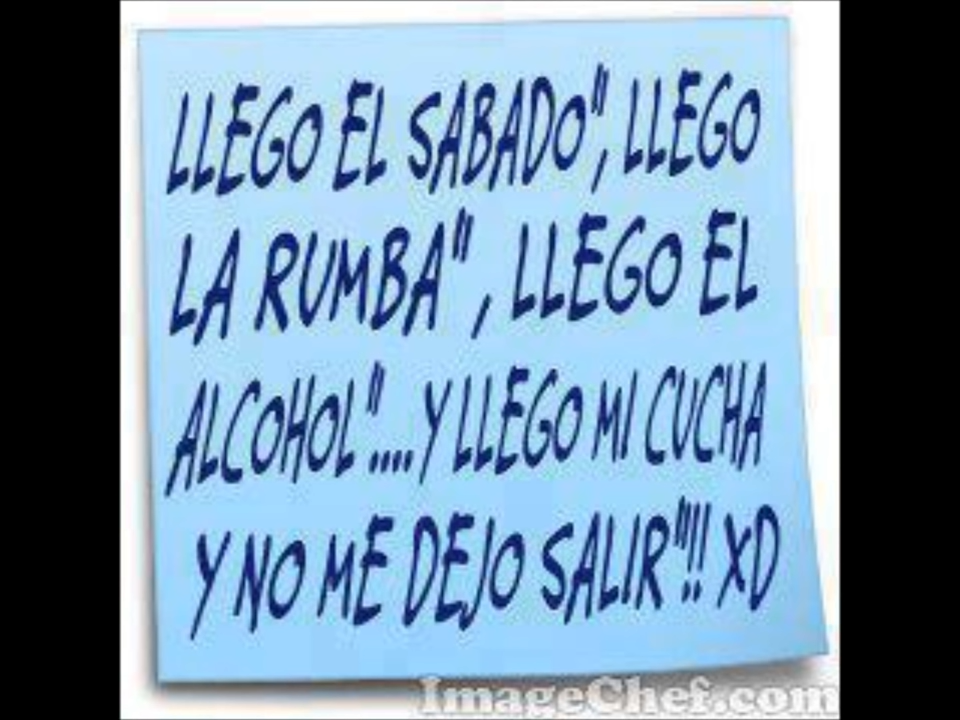 LLEGO EL SABADO", LLEGO
LA RUMBA" , LLEGO EL
ALCOHOL"....Y LLEGO MI CUCHA
Y NO ME DEJO SALIR"!! XD
ImageChef.com